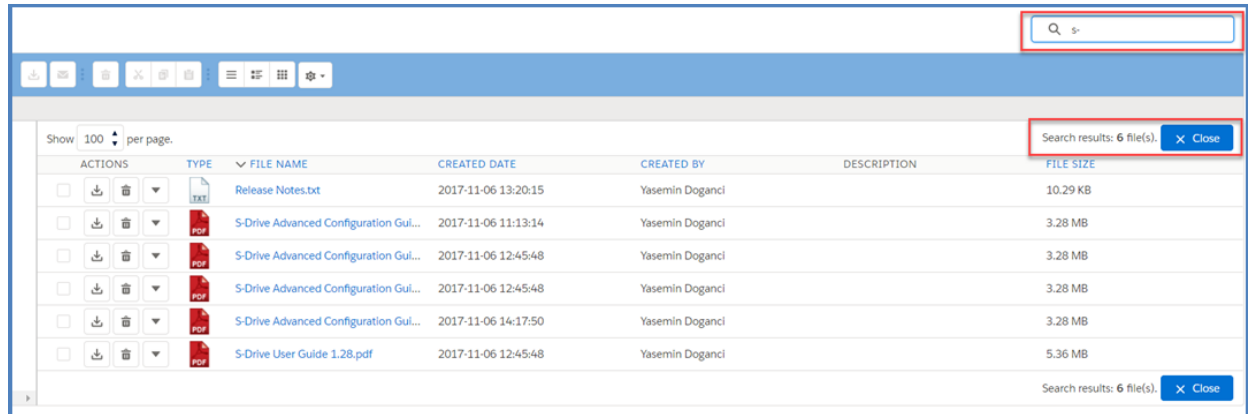 s-
Show 100 per page.
Search results: 6 file(s). Close
ACTIONS TYPE FILE NAME CREATED DATE CREATED BY DESCRIPTION FILE SIZE
TXT Release Notes.txt 2017-11-06 13:20:15 Yasemin Doganci 10.29 KB
PDF S-Drive Advanced Configuration Gui... 2017-11-06 11:13:14 Yasemin Doganci 3.28 MB
PDF S-Drive Advanced Configuration Gui... 2017-11-06 12:45:48 Yasemin Doganci 3.28 MB
PDF S-Drive Advanced Configuration Gui... 2017-11-06 12:45:48 Yasemin Doganci 3.28 MB
PDF S-Drive Advanced Configuration Gui... 2017-11-06 14:17:50 Yasemin Doganci 3.28 MB
PDF S-Drive User Guide 1.28.pdf 2017-11-06 12:45:48 Yasemin Doganci 5.36 MB
Search results: 6 file(s). Close